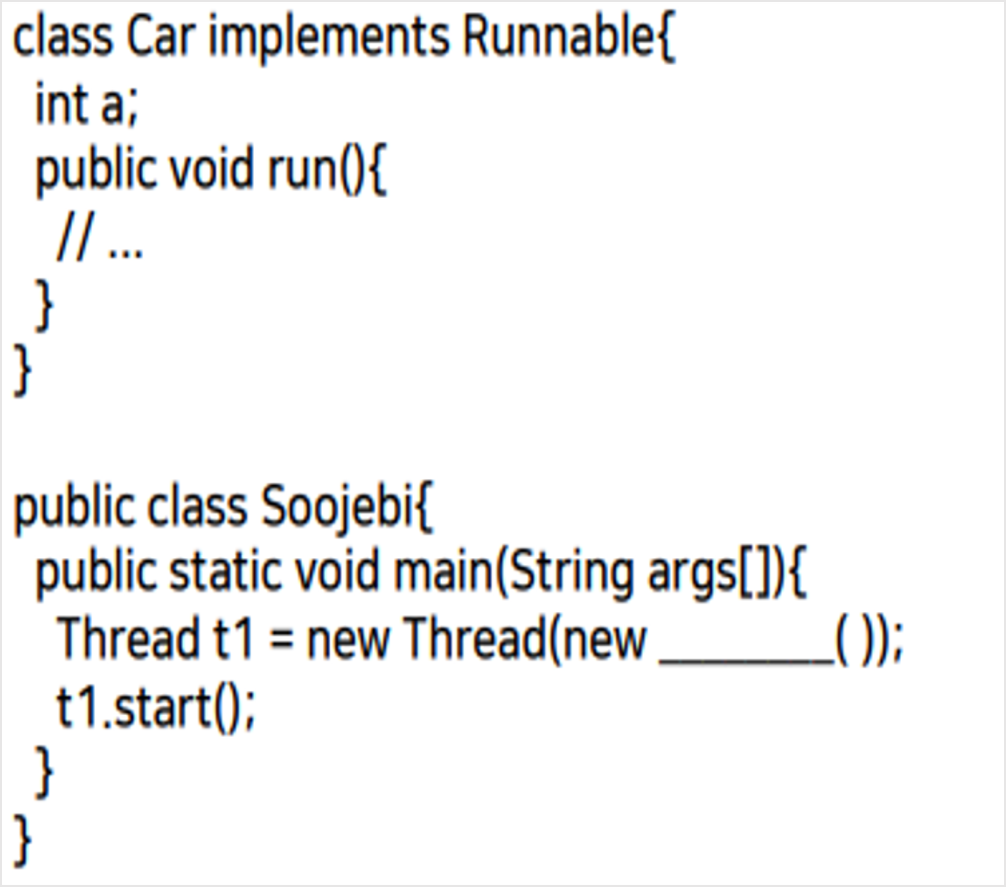 class Car implements Runnable{
int a;
public void run(){
// ...
}
}
public class Soojebi{
public static void main(String args[]){
Thread t1 = new Thread(new ________( ));
t1.start();
}
}